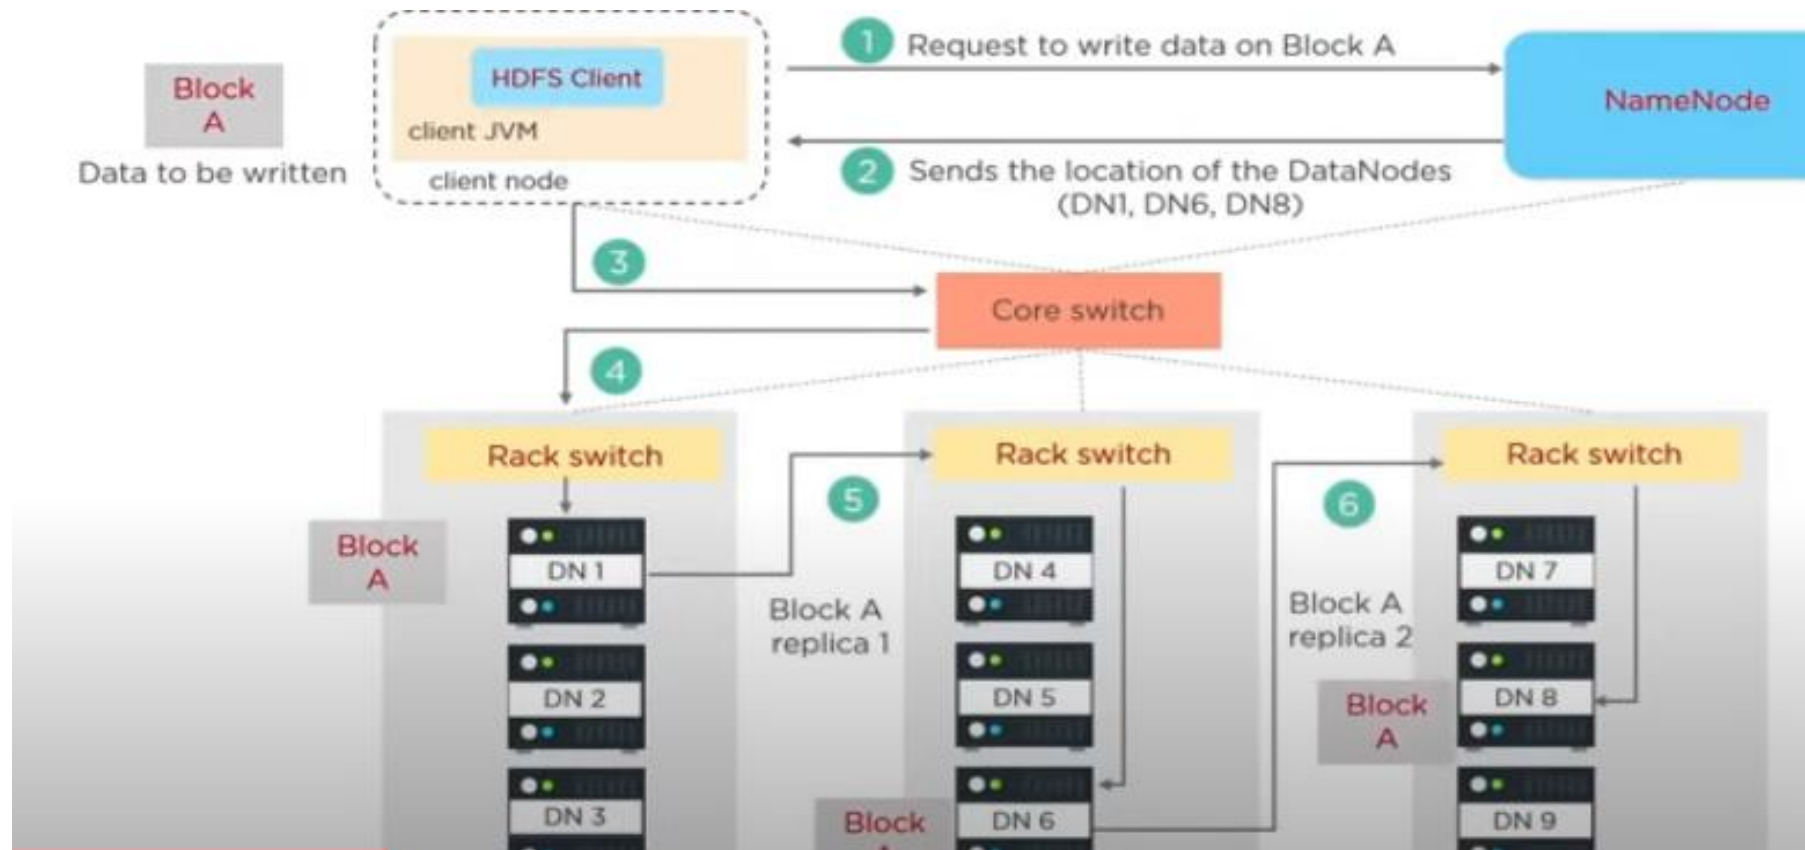 Block
A
Data to be written
HDFS Client
client JVM
client node
1 Request to write data on Block A
NameNode
2 Sends the location of the DataNodes
(DN1, DN6, DN8)
3
Core switch
4
Rack switch
Rack switch
Rack switch
5
6
Block
A
DN 1
DN 4
DN 7
Block A
replica 1
Block A
replica 2
DN 2
DN 5
DN 8
Block
A
DN 3
Block
DN 6
DN 9